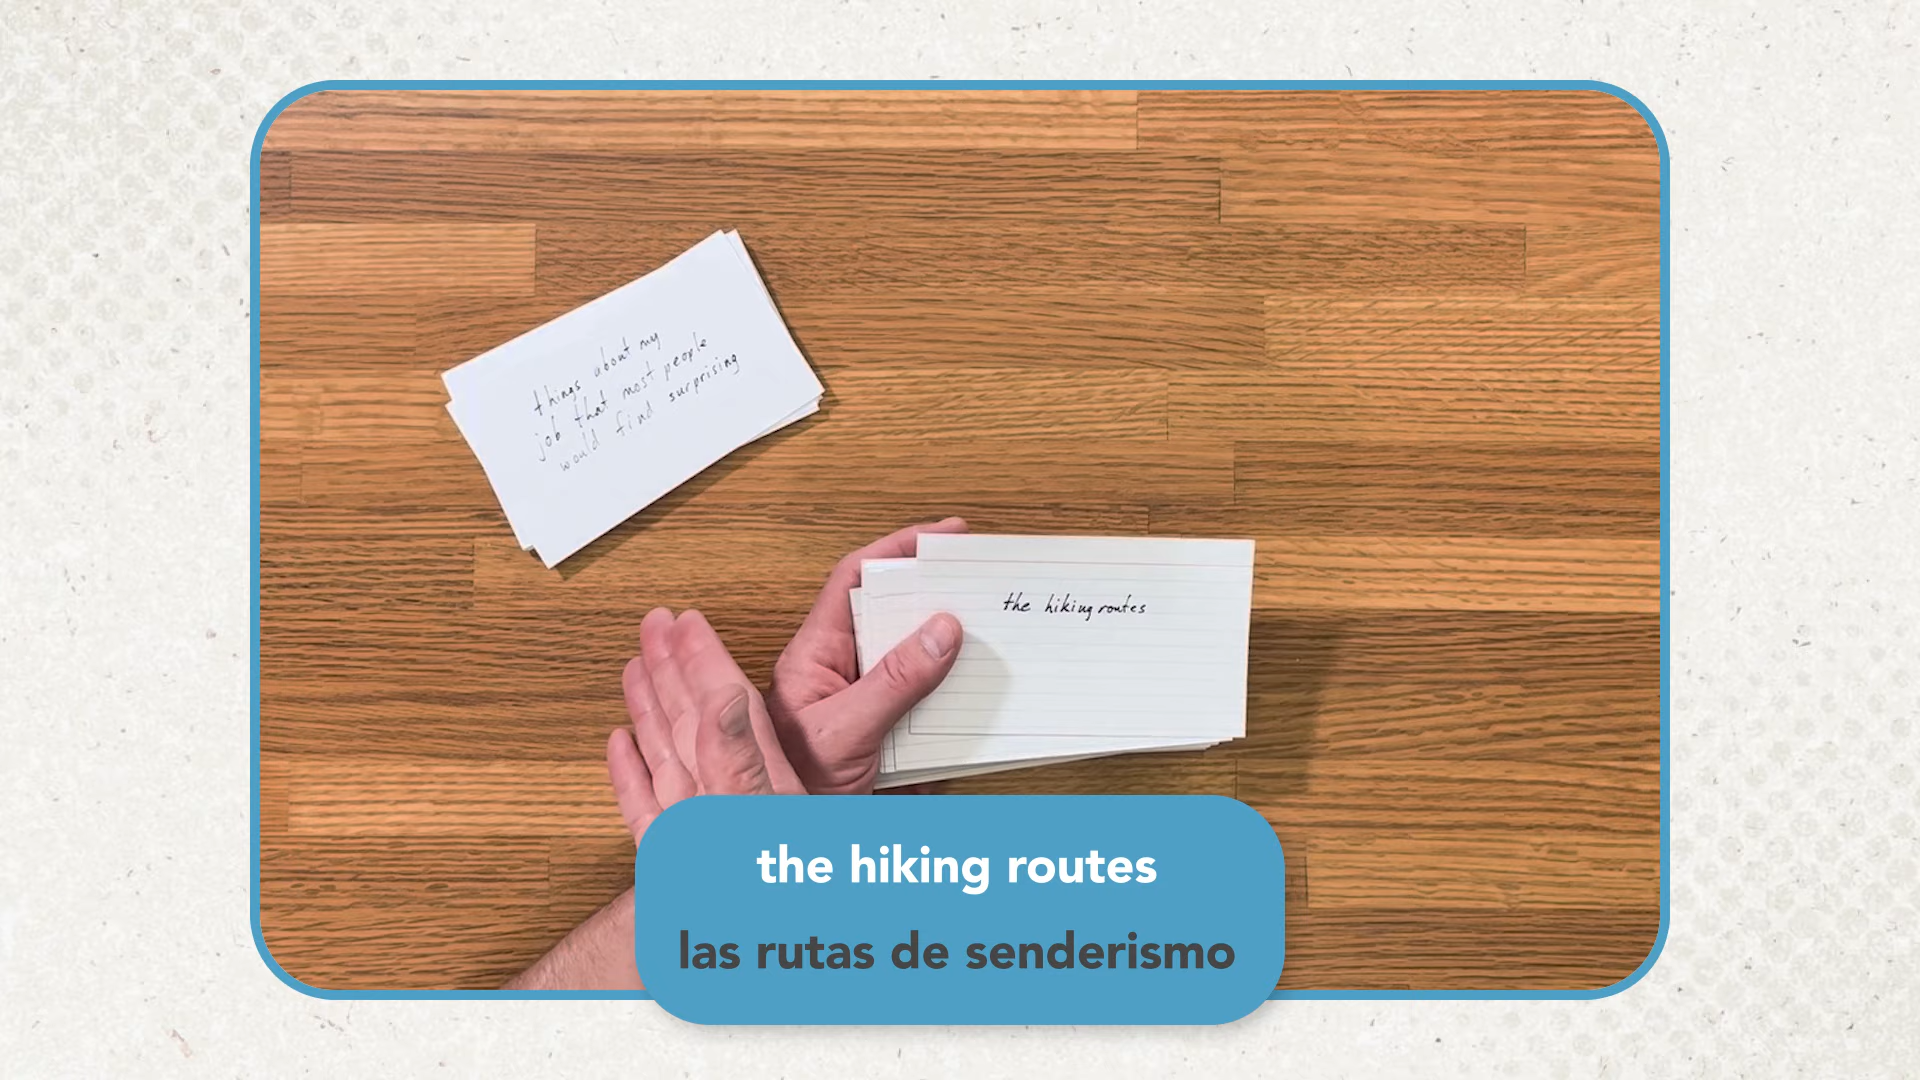 things about my
job that most people
would find surprising
the hiking routes
the hiking routes
las rutas de senderismo